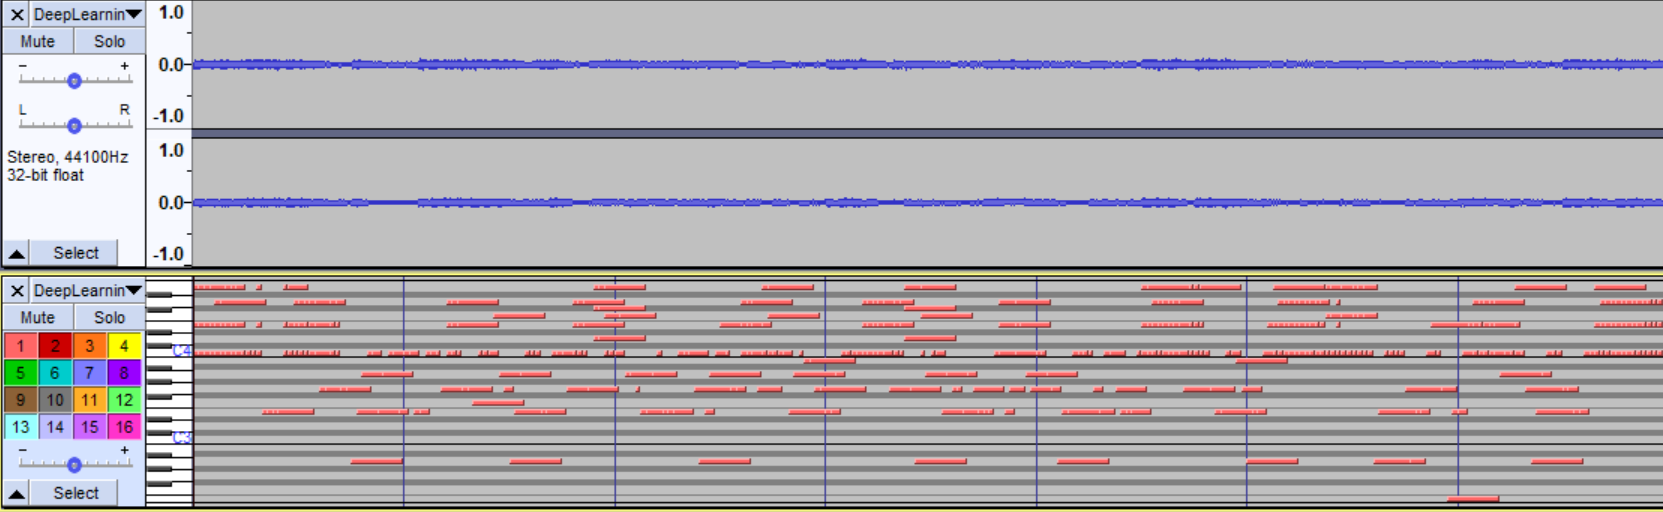 DeepLearnin
Mute Solo
- +
L R
Stereo, 44100Hz
32-bit float
Select
1.0
0.0
-1.0
1.0
0.0
-1.0
DeepLearnin
Mute Solo
1 2 3 4
5 6 7 8
9 10 11 12
13 14 15 16
- +
Select
C4
C3